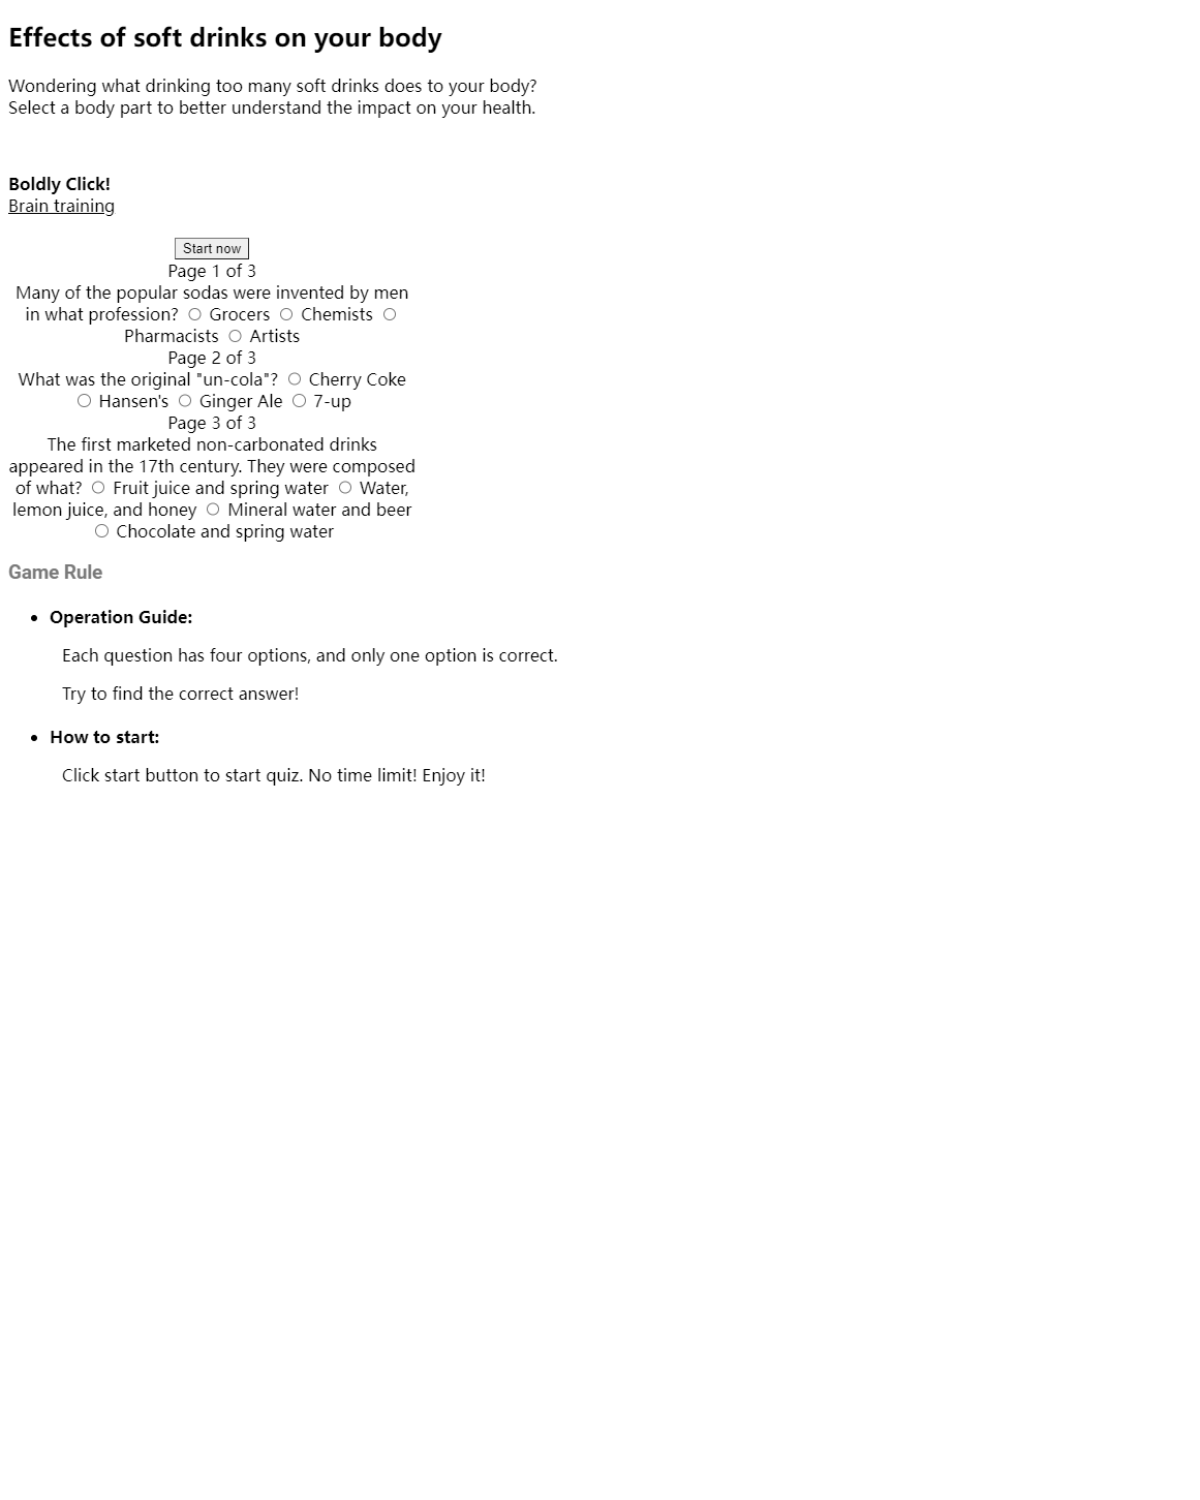 Effects of soft drinks on your body
Wondering what drinking too many soft drinks does to your body?
Select a body part to better understand the impact on your health.
Boldly Click!
Brain training
Start now
Page 1 of 3
Many of the popular sodas were invented by men
in what profession? Grocers Chemists
Pharmacists Artists
Page 2 of 3
What was the original "un-cola"? Cherry Coke
Hansen's Ginger Ale 7-up
Page 3 of 3
The first marketed non-carbonated drinks
appeared in the 17th century. They were composed
of what? Fruit juice and spring water Water,
lemon juice, and honey Mineral water and beer
Chocolate and spring water
Game Rule
Operation Guide:
Each question has four options, and only one option is correct.
Try to find the correct answer!
How to start:
Click start button to start quiz. No time limit! Enjoy it!